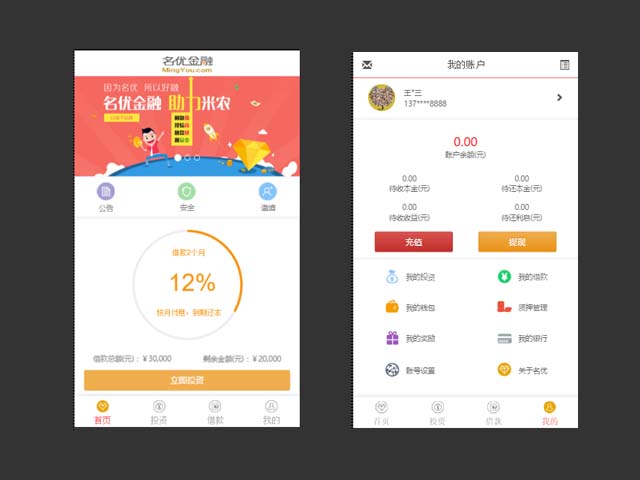 名优金融
MingYou.com
因为名优 所以好融
名优金融 助力米农
公告
安全
邀请
借款2个月
12%
按月付息，到期还本
借款总额(元)：￥30,000
剩余金额(元)：￥20,000
立即投资
首页
投资
借款
我的
我的账户
王*三
137****8888
0.00
账户余额(元)
0.00
0.00
待收本金(元)
待还本金(元)
0.00
0.00
待收收益(元)
待还利息(元)
充值
提现
我的投资
我的借款
我的钱包
质押管理
我的奖励
我的银行
账号设置
关于名优
首页
投资
借款
我的